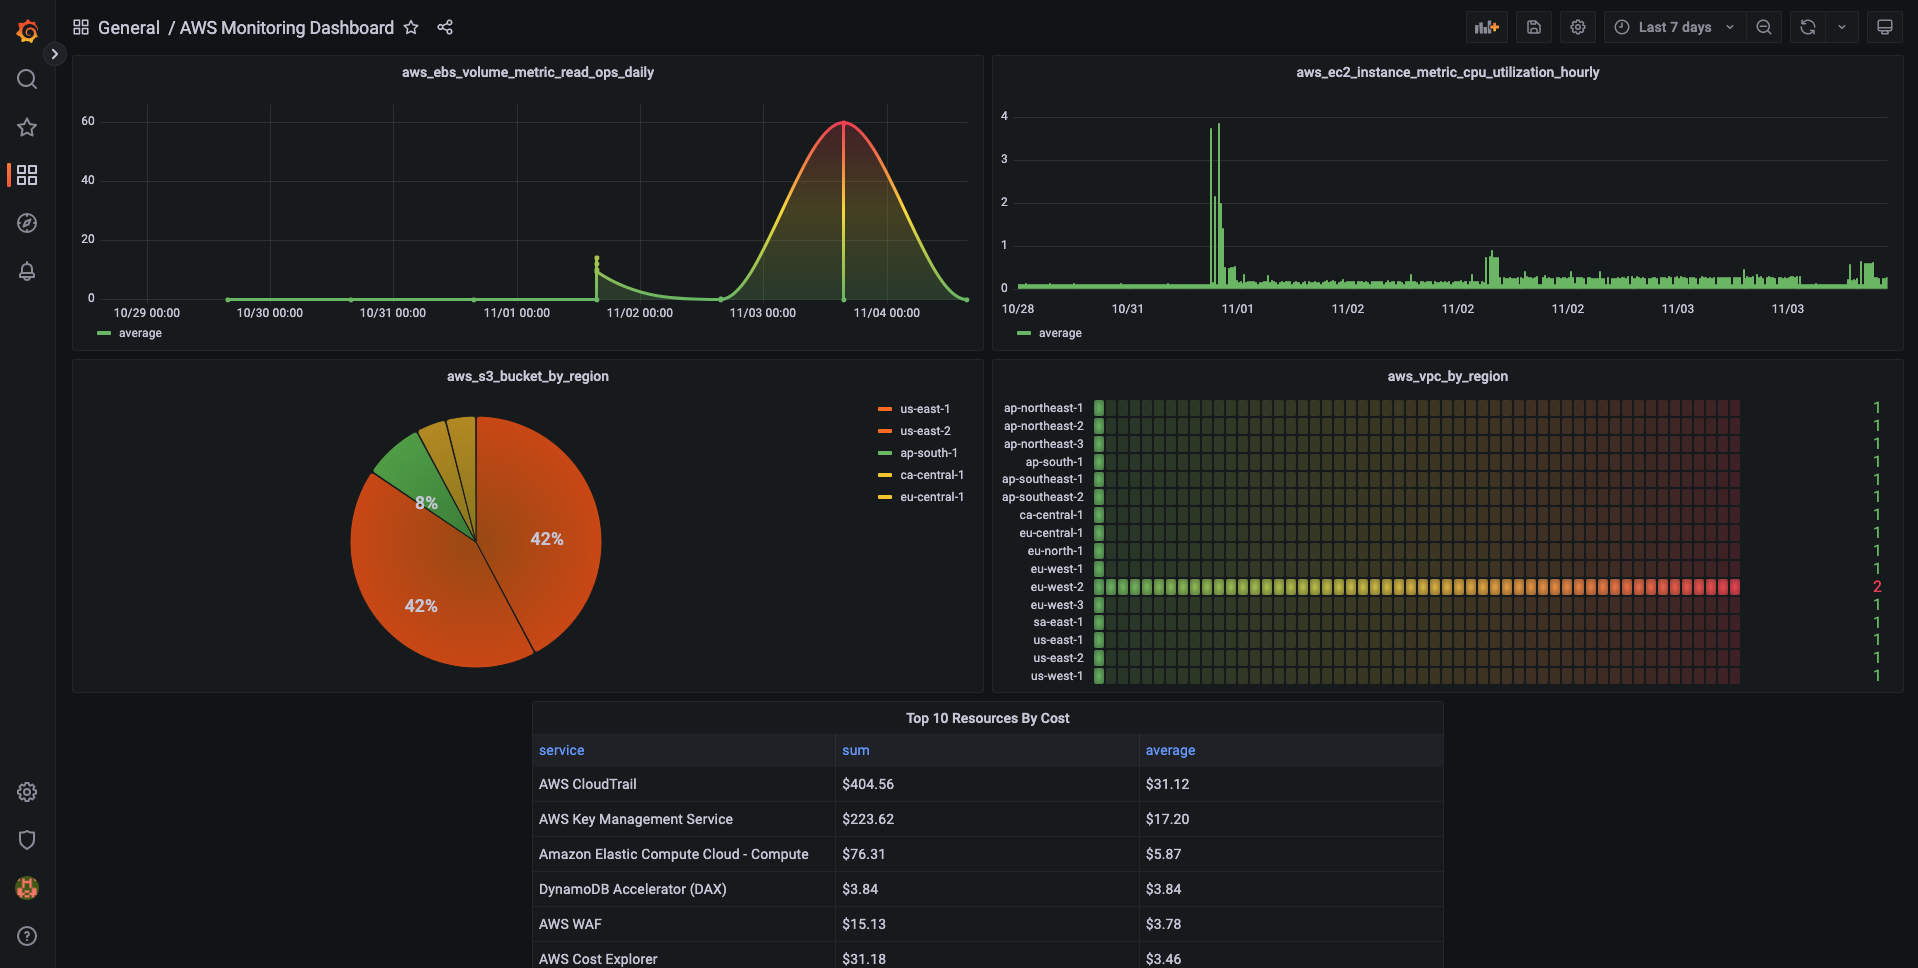 General / AWS Monitoring Dashboard
Last 7 days
aws_ebs_volume_metric_read_ops_daily
60
40
20
0
10/29 00:00 10/30 00:00 10/31 00:00 11/01 00:00 11/02 00:00 11/03 00:00 11/04 00:00
average
aws_ec2_instance_metric_cpu_utilization_hourly
4
3
2
1
0
10/28 10/31 11/01 11/02 11/02 11/02 11/03 11/03
average
aws_s3_bucket_by_region
42%
42%
8%
us-east-1
us-east-2
ap-south-1
ca-central-1
eu-central-1
aws_vpc_by_region
ap-northeast-1 1
ap-northeast-2 1
ap-northeast-3 1
ap-south-1 1
ap-southeast-1 1
ap-southeast-2 1
ca-central-1 1
eu-central-1 1
eu-north-1 1
eu-west-1 1
eu-west-2 2
eu-west-3 1
sa-east-1 1
us-east-1 1
us-east-2 1
us-west-1 1
Top 10 Resources By Cost
service sum average
AWS CloudTrail $404.56 $31.12
AWS Key Management Service $223.62 $17.20
Amazon Elastic Compute Cloud - Compute $76.31 $5.87
DynamoDB Accelerator (DAX) $3.84 $3.84
AWS WAF $15.13 $3.78
AWS Cost Explorer $31.18 $3.46